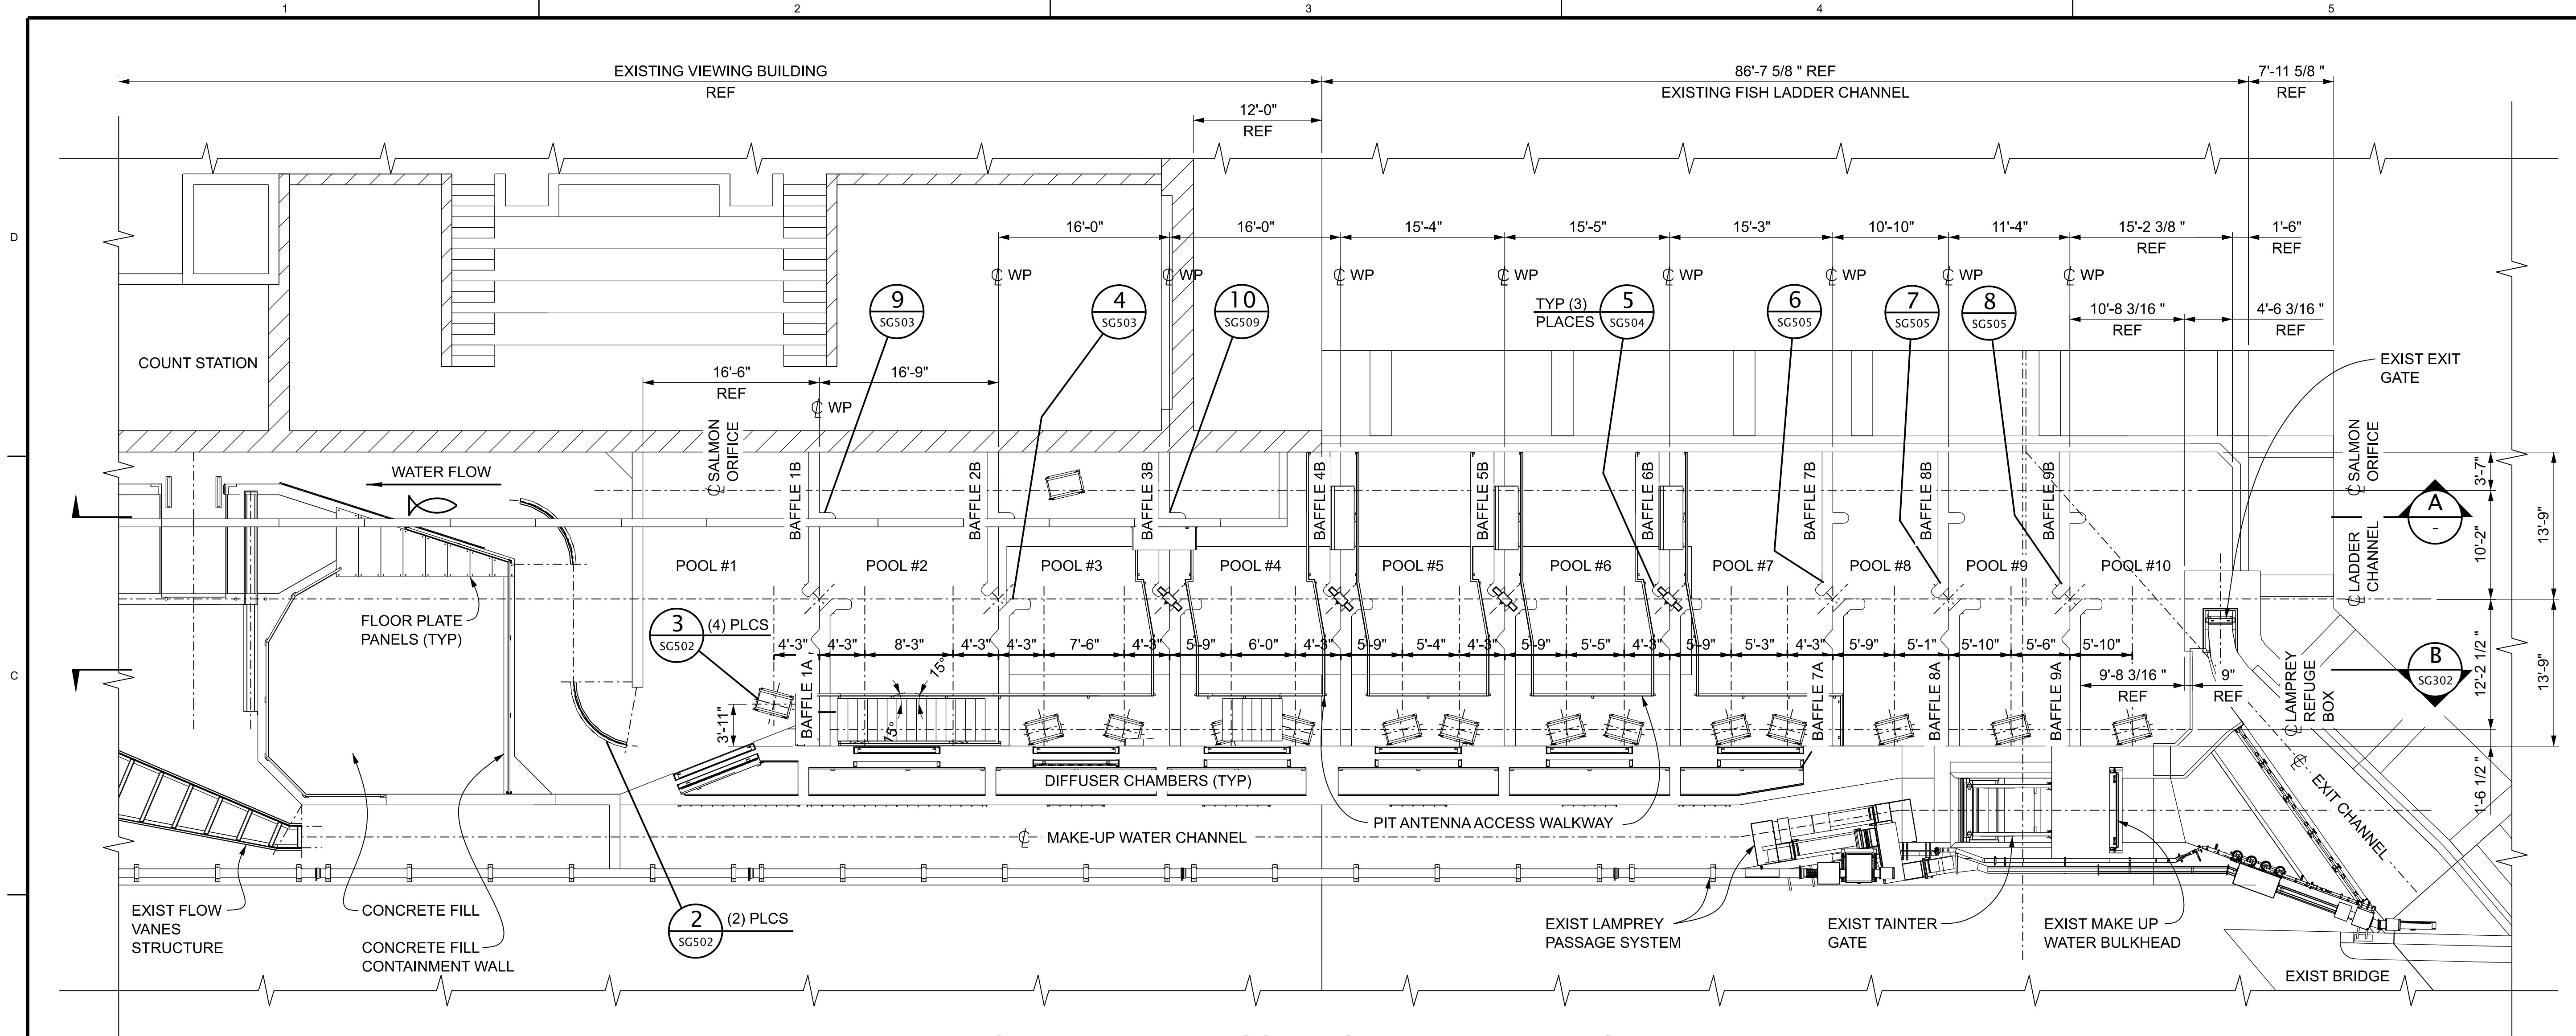 1 2 3 4 5
EXISTING VIEWING BUILDING
REF
86'-7 5/8 " REF
EXISTING FISH LADDER CHANNEL
7'-11 5/8 "
REF
12'-0"
REF
D
16'-0" 16'-0" 15'-4" 15'-5" 15'-3" 10'-10" 11'-4" 15'-2 3/8 " 1'-6"
REF REF
℄ WP ℄ WP ℄ WP ℄ WP ℄ WP ℄ WP ℄ WP ℄ WP
9
SG503
4
SG503
10
SG509
TYP (3)
PLACES
5
SG504
6
SG505
7
SG505
8
SG505
10'-8 3/16 "
REF
4'-6 3/16 "
REF
COUNT STATION
EXIST EXIT
GATE
16'-6"
REF
16'-9"
℄ WP
℄ SALMON
ORIFICE
℄ SALMON
ORIFICE
WATER FLOW
BAFFLE 1B
BAFFLE 2B
BAFFLE 3B
BAFFLE 4B
BAFFLE 5B
BAFFLE 6B
BAFFLE 7B
BAFFLE 8B
BAFFLE 9B
3'-7"
10'-2"
13'-9"
A
-
℄ LADDER
CHANNEL
POOL #1 POOL #2 POOL #3 POOL #4 POOL #5 POOL #6 POOL #7 POOL #8 POOL #9 POOL #10
FLOOR PLATE
PANELS (TYP)
3
SG502
(4) PLCS
4'-3" 4'-3" 8'-3" 4'-3" 4'-3" 7'-6" 4'-3" 5'-9" 6'-0" 4'-3" 5'-9" 5'-4" 4'-3" 5'-9" 5'-5" 4'-3" 5'-9" 5'-3" 4'-3" 5'-9" 5'-1" 5'-10" 5'-6" 5'-10"
C
15°
15°
3'-11"
BAFFLE 1A
BAFFLE 7A
BAFFLE 8A
BAFFLE 9A
9'-8 3/16 "
REF
9"
REF
℄ LAMPREY
REFUGE
BOX
B
SG302
12'-2 1/2 "
13'-9"
1'-6 1/2 "
DIFFUSER CHAMBERS (TYP)
℄ EXIT CHANNEL
PIT ANTENNA ACCESS WALKWAY
℄ MAKE-UP WATER CHANNEL
EXIST FLOW
VANES
STRUCTURE
CONCRETE FILL
CONCRETE FILL
CONTAINMENT WALL
2
SG502
(2) PLCS
EXIST LAMPREY
PASSAGE SYSTEM
EXIST TAINTER
GATE
EXIST MAKE UP
WATER BULKHEAD
EXIST BRIDGE